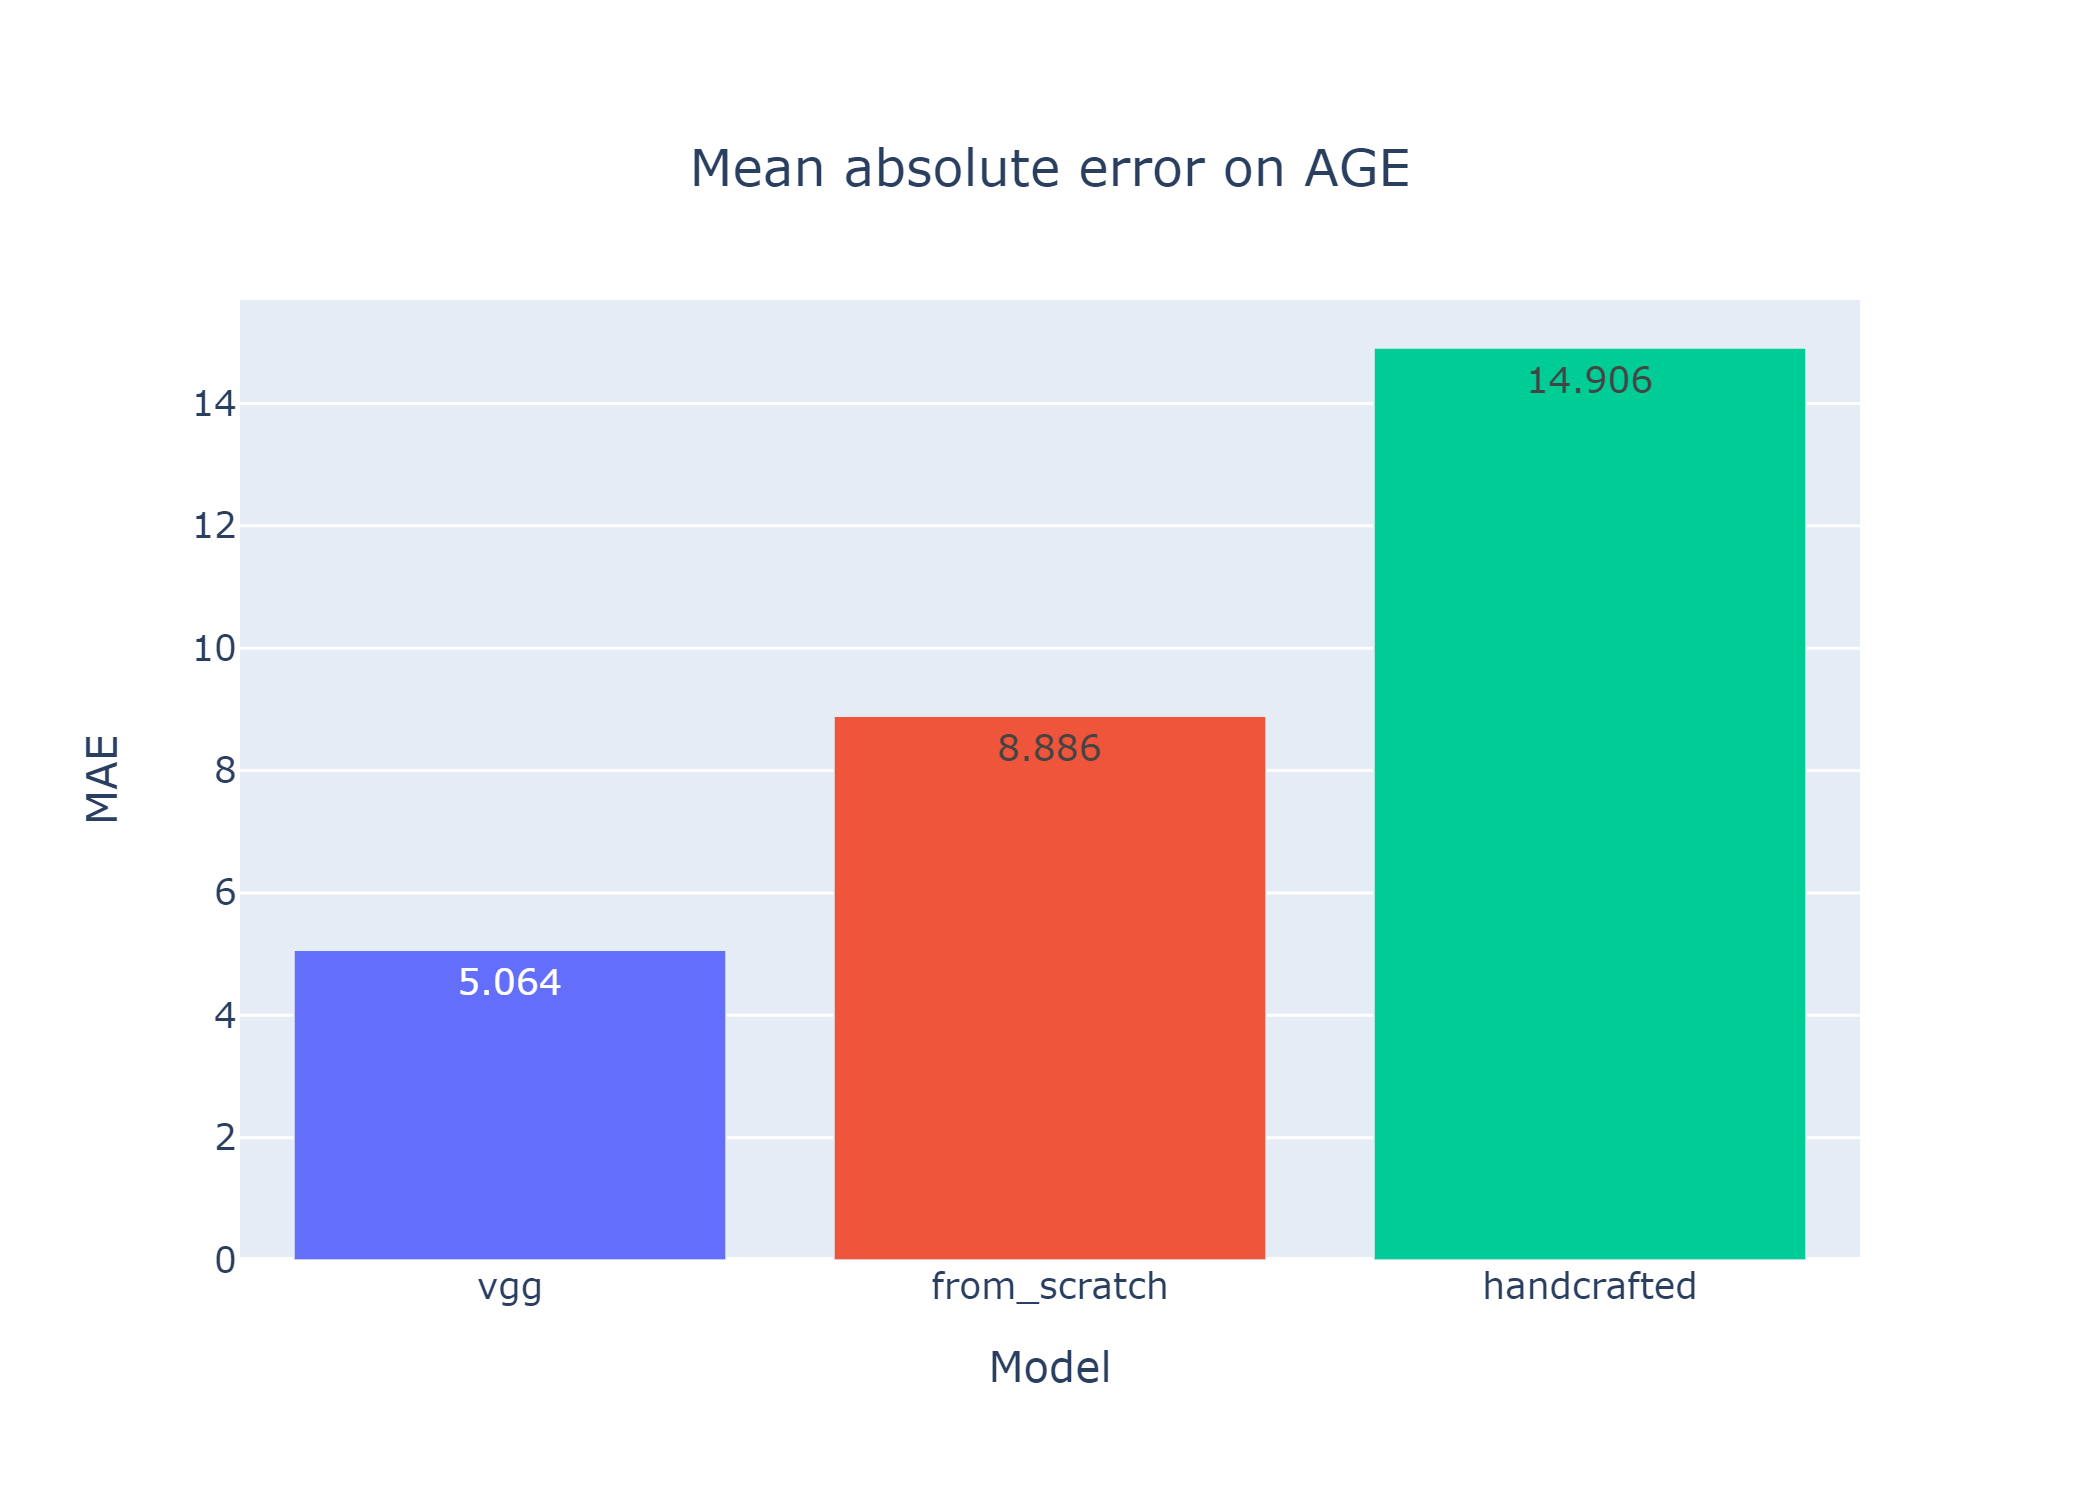 Mean absolute error on AGE
14
12
10
8
6
4
2
0
MAE
5.064
8.886
14.906
vgg
from_scratch
handcrafted
Model